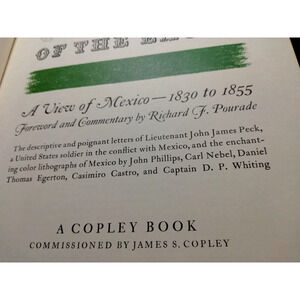 OF THE
A View of Mexico—1830 to 1855
Foreword and Commentary by Richard F. Pourade
The descriptive and poignant letters of Lieutenant John James Peck,
a United States soldier in the conflict with Mexico, and the enchant-
ing color lithographs of Mexico by John Phillips, Carl Nebel, Daniel
Thomas Egerton, Casimiro Castro, and Captain D. P. Whiting
A COPLEY BOOK
COMMISSIONED BY JAMES S. COPLEY